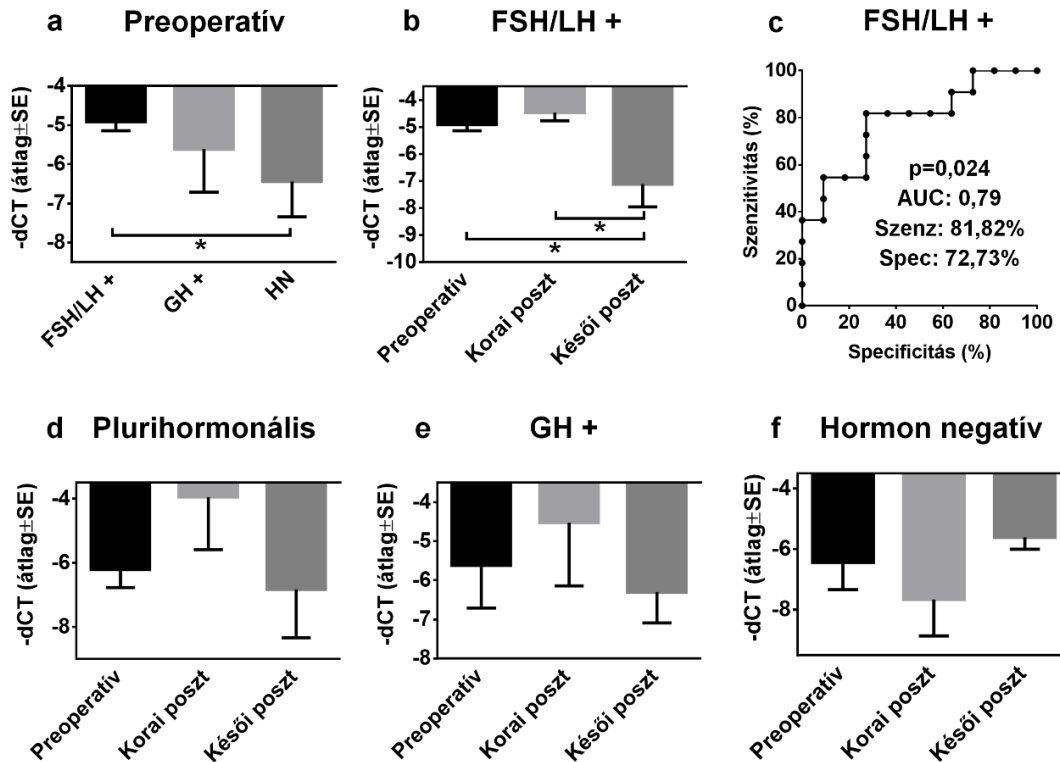 a Preoperatív
-dCT (átlag±SE)
-4
-5
-6
-7
-8
*
FSH/LH +
GH +
HN
b FSH/LH +
-dCT (átlag±SE)
-4
-5
-6
-7
-8
-9
-10
*
*
Preoperatív
Korai poszt
Késői poszt
c FSH/LH +
Szenzitivitás (%)
100
80
60
40
20
0
p=0,024
AUC: 0,79
Szenz: 81,82%
Spec: 72,73%
0 20 40 60 80 100
Specificitás (%)
d Plurihormonális
-dCT (átlag±SE)
-4
-6
-8
Preoperatív
Korai poszt
Késői poszt
e GH +
-dCT (átlag±SE)
-4
-5
-6
-7
-8
Preoperatív
Korai poszt
Késői poszt
f Hormon negatív
-dCT (átlag±SE)
-4
-6
-8
Preoperatív
Korai poszt
Késői poszt